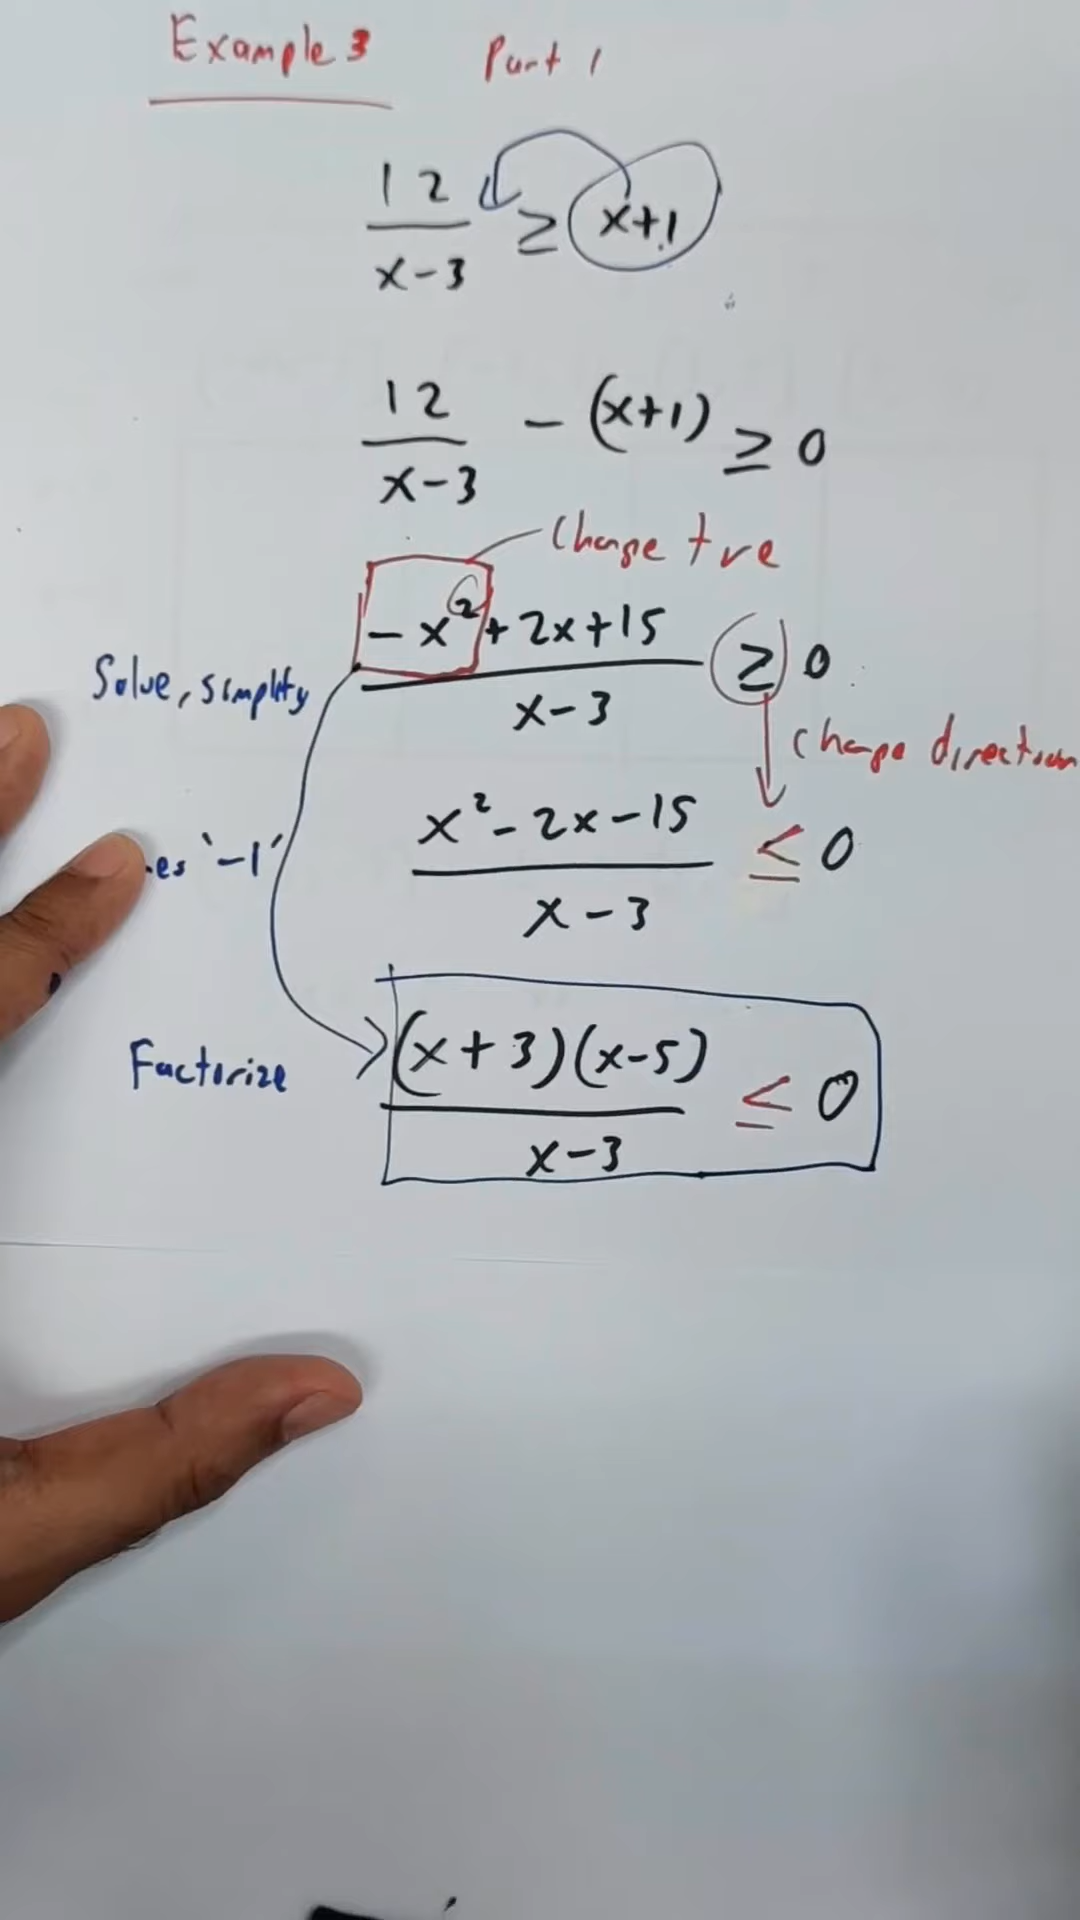 Example 3 Part 1
12/(x-3) ≥ x+1
12/(x-3) - (x+1) ≥ 0
Change +ve
(-x²+2x+15)/(x-3) ≥ 0
Solve, simplify
Change direction
(x²-2x-15)/(x-3) ≤ 0
es '-1'
Factorize
((x+3)(x-5))/(x-3) ≤ 0